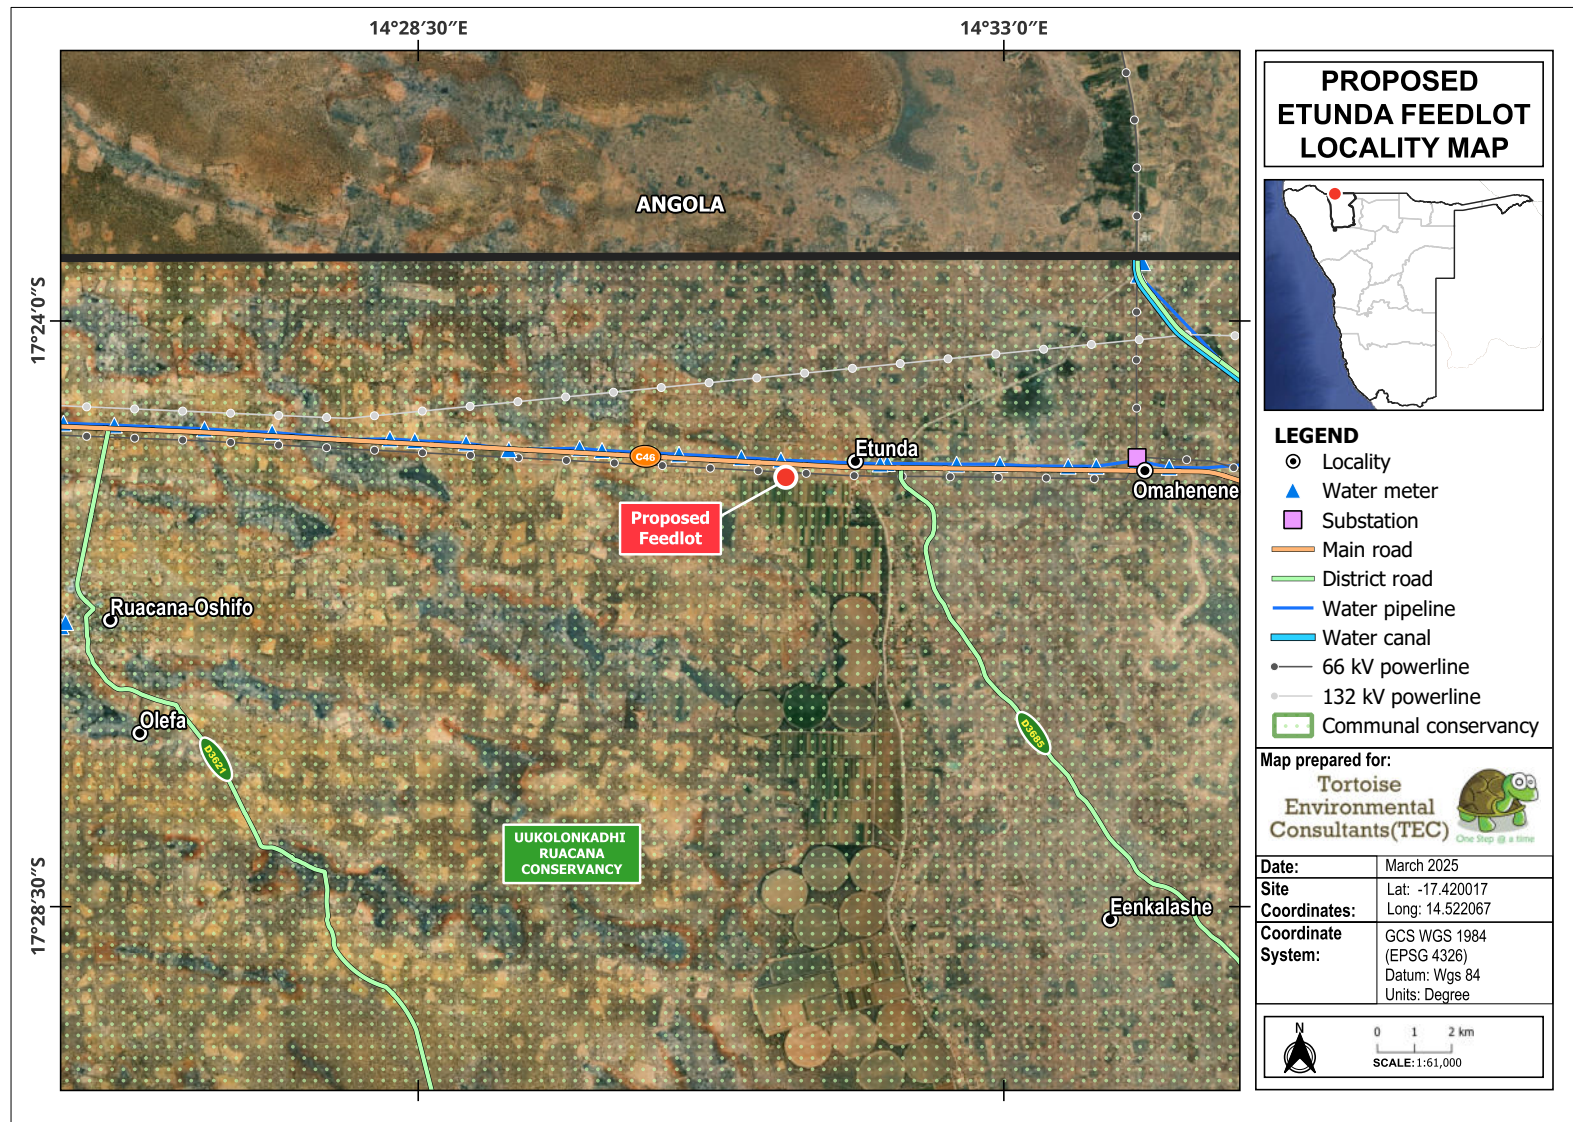 14°28′30″E
14°33′0″E
17°24′0″S
17°28′30″S
ANGOLA
C46
Etunda
Omahenene
Proposed
Feedlot
Ruacana-Oshifo
Olefa
D3621
D3685
UUKOLONKADHI
RUACANA
CONSERVANCY
Eenkalashe
PROPOSED
ETUNDA FEEDLOT
LOCALITY MAP
LEGEND
Locality
Water meter
Substation
Main road
District road
Water pipeline
Water canal
66 kV powerline
132 kV powerline
Communal conservancy
Map prepared for:
Tortoise
Environmental
Consultants(TEC)
One Step @ a time
Date: March 2025
Site Lat: -17.420017
Coordinates: Long: 14.522067
Coordinate GCS WGS 1984
System: (EPSG 4326)
Datum: Wgs 84
Units: Degree
N
0 1 2 km
SCALE: 1:61,000